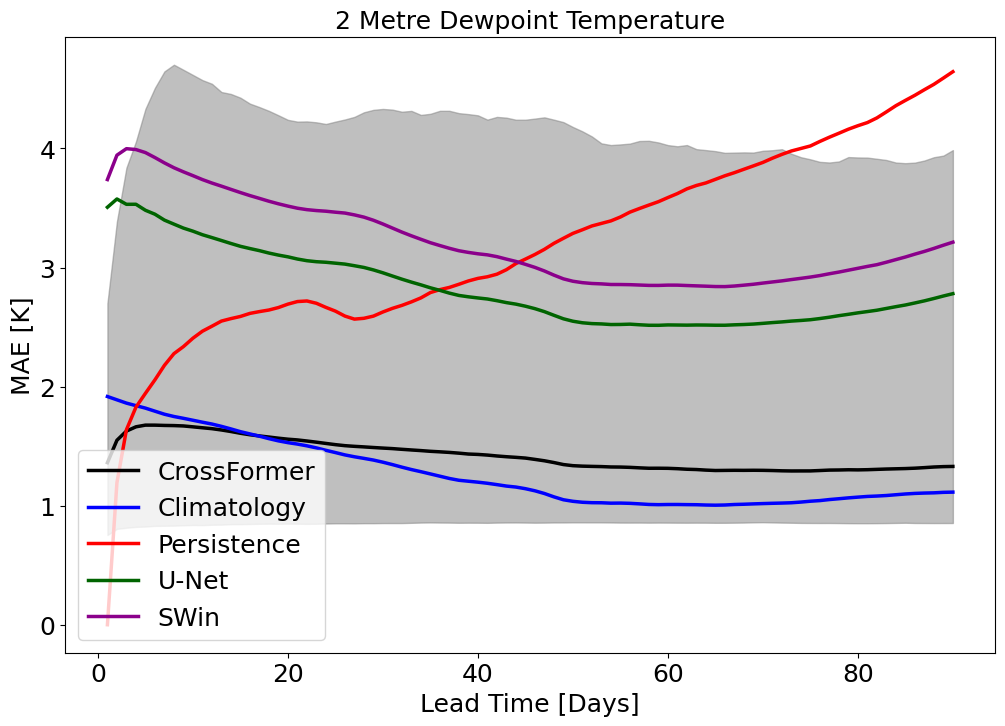 2 Metre Dewpoint Temperature
MAE [K]
4
3
2
1
0
CrossFormer
Climatology
Persistence
U-Net
SWin
0 20 40 60 80
Lead Time [Days]